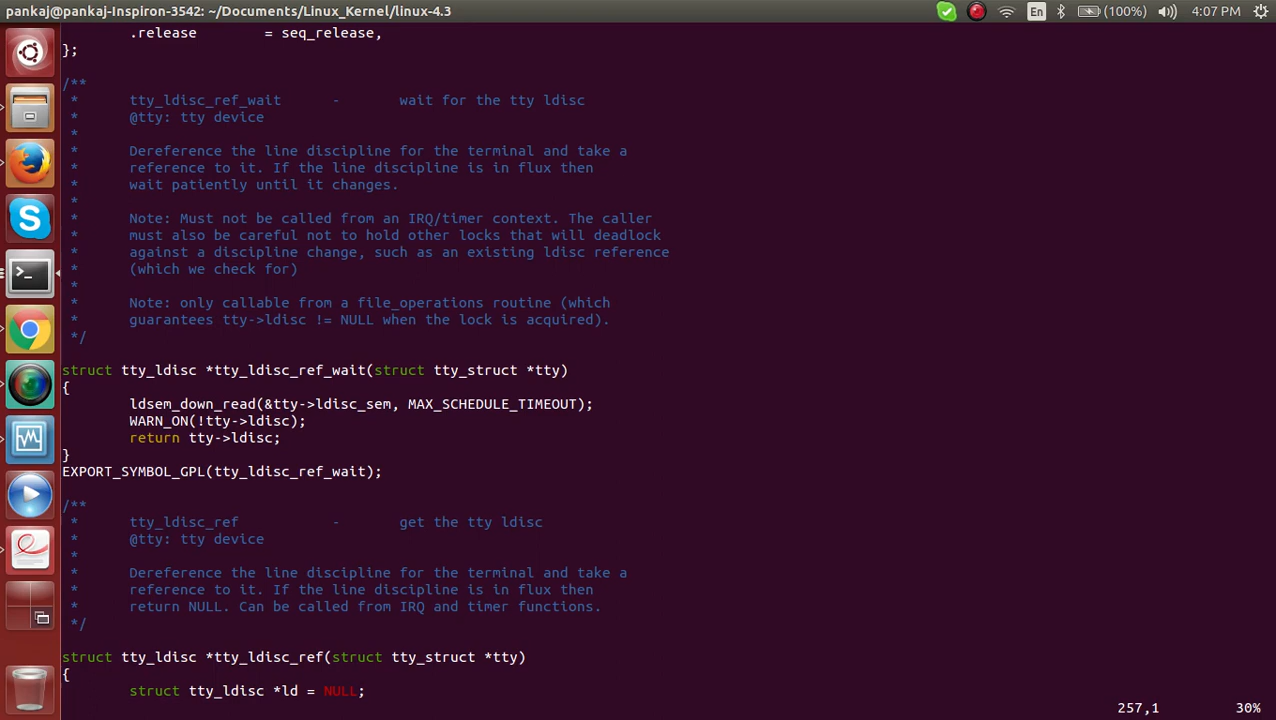 pankaj@pankaj-Inspiron-3542: ~/Documents/Linux_Kernel/linux-4.3
En
(100%)
4:07 PM
.release = seq_release,
};
/**
* tty_ldisc_ref_wait - wait for the tty ldisc
* @tty: tty device
*
* Dereference the line discipline for the terminal and take a
* reference to it. If the line discipline is in flux then
* wait patiently until it changes.
*
* Note: Must not be called from an IRQ/timer context. The caller
* must also be careful not to hold other locks that will deadlock
* against a discipline change, such as an existing ldisc reference
* (which we check for)
*
* Note: only callable from a file_operations routine (which
* guarantees tty->ldisc != NULL when the lock is acquired).
*/
struct tty_ldisc *tty_ldisc_ref_wait(struct tty_struct *tty)
{
ldsem_down_read(&tty->ldisc_sem, MAX_SCHEDULE_TIMEOUT);
WARN_ON(!tty->ldisc);
return tty->ldisc;
}
EXPORT_SYMBOL_GPL(tty_ldisc_ref_wait);
/**
* tty_ldisc_ref - get the tty ldisc
* @tty: tty device
*
* Dereference the line discipline for the terminal and take a
* reference to it. If the line discipline is in flux then
* return NULL. Can be called from IRQ and timer functions.
*/
struct tty_ldisc *tty_ldisc_ref(struct tty_struct *tty)
{
struct tty_ldisc *ld = NULL;
257,1 30%